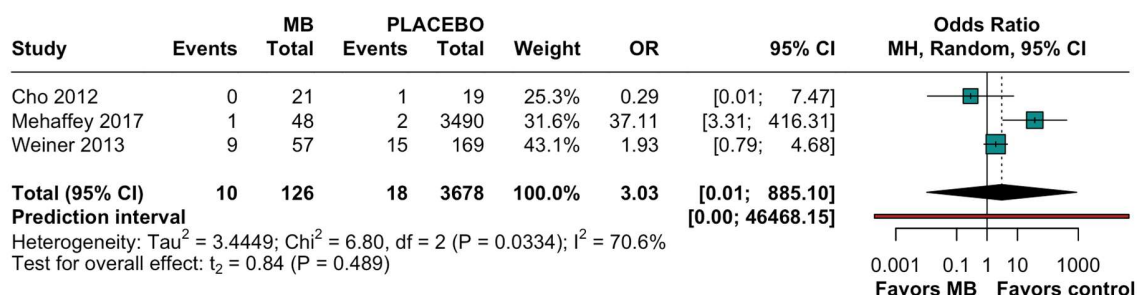 MB PLACEBO Odds Ratio
Study Events Total Events Total Weight OR 95% CI MH, Random, 95% CI
Cho 2012 0 21 1 19 25.3% 0.29 [0.01; 7.47]
Mehaffey 2017 1 48 2 3490 31.6% 37.11 [3.31; 416.31]
Weiner 2013 9 57 15 169 43.1% 1.93 [0.79; 4.68]
Total (95% CI) 10 126 18 3678 100.0% 3.03 [0.01; 885.10]
Prediction interval [0.00; 46468.15]
Heterogeneity: Tau² = 3.4449; Chi² = 6.80, df = 2 (P = 0.0334); I² = 70.6%
Test for overall effect: t₂ = 0.84 (P = 0.489)
0.001 0.1 1 10 1000
Favors MB Favors control